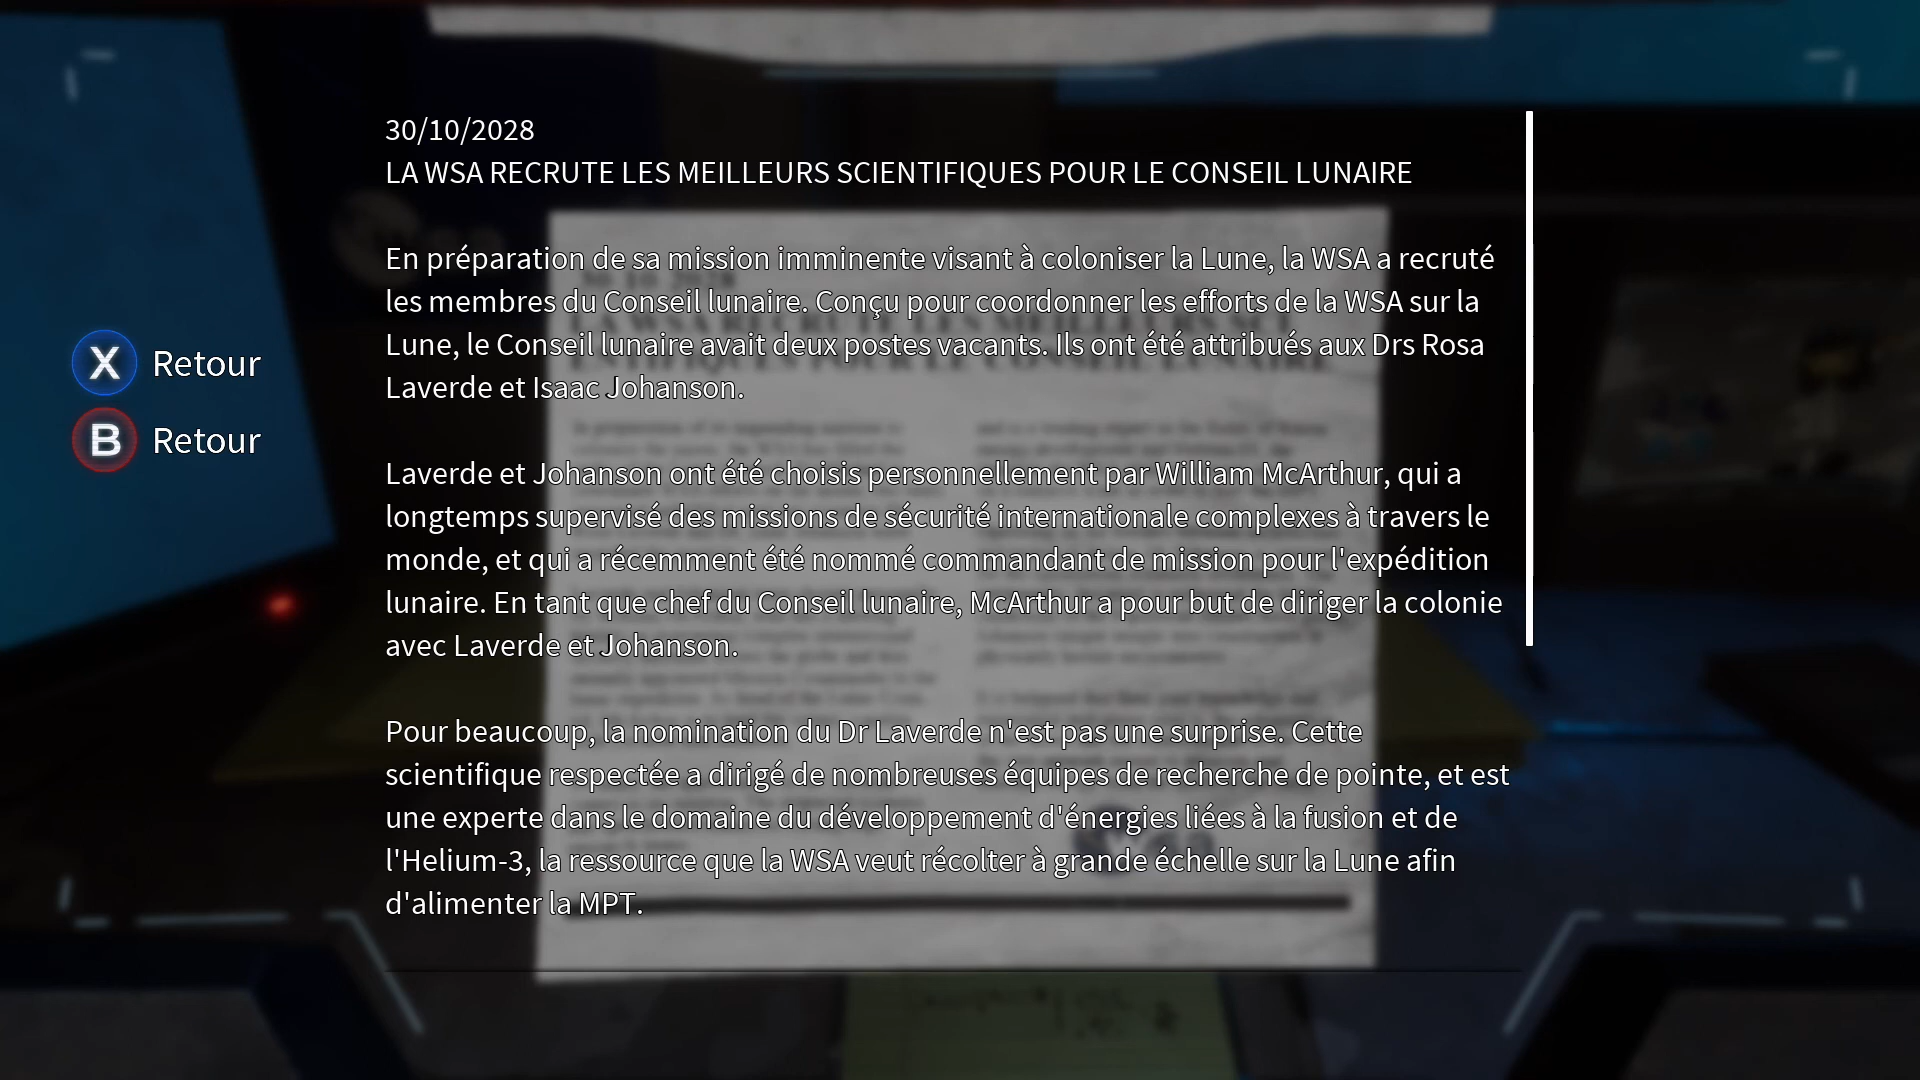 30/10/2028
LA WSA RECRUTE LES MEILLEURS SCIENTIFIQUES POUR LE CONSEIL LUNAIRE
En préparation de sa mission imminente visant à coloniser la Lune, la WSA a recruté
les membres du Conseil lunaire. Conçu pour coordonner les efforts de la WSA sur la
Lune, le Conseil lunaire avait deux postes vacants. Ils ont été attribués aux Drs Rosa
Laverde et Isaac Johanson.
X Retour
B Retour
Laverde et Johanson ont été choisis personnellement par William McArthur, qui a
longtemps supervisé des missions de sécurité internationale complexes à travers le
monde, et qui a récemment été nommé commandant de mission pour l'expédition
lunaire. En tant que chef du Conseil lunaire, McArthur a pour but de diriger la colonie
avec Laverde et Johanson.
Pour beaucoup, la nomination du Dr Laverde n'est pas une surprise. Cette
scientifique respectée a dirigé de nombreuses équipes de recherche de pointe, et est
une experte dans le domaine du développement d'énergies liées à la fusion et de
l'Helium-3, la ressource que la WSA veut récolter à grande échelle sur la Lune afin
d'alimenter la MPT.